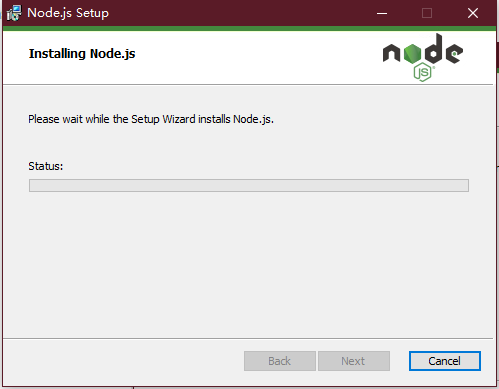 Node.js Setup
Installing Node.js
node
JS
Please wait while the Setup Wizard installs Node.js.
Status:
Back
Next
Cancel